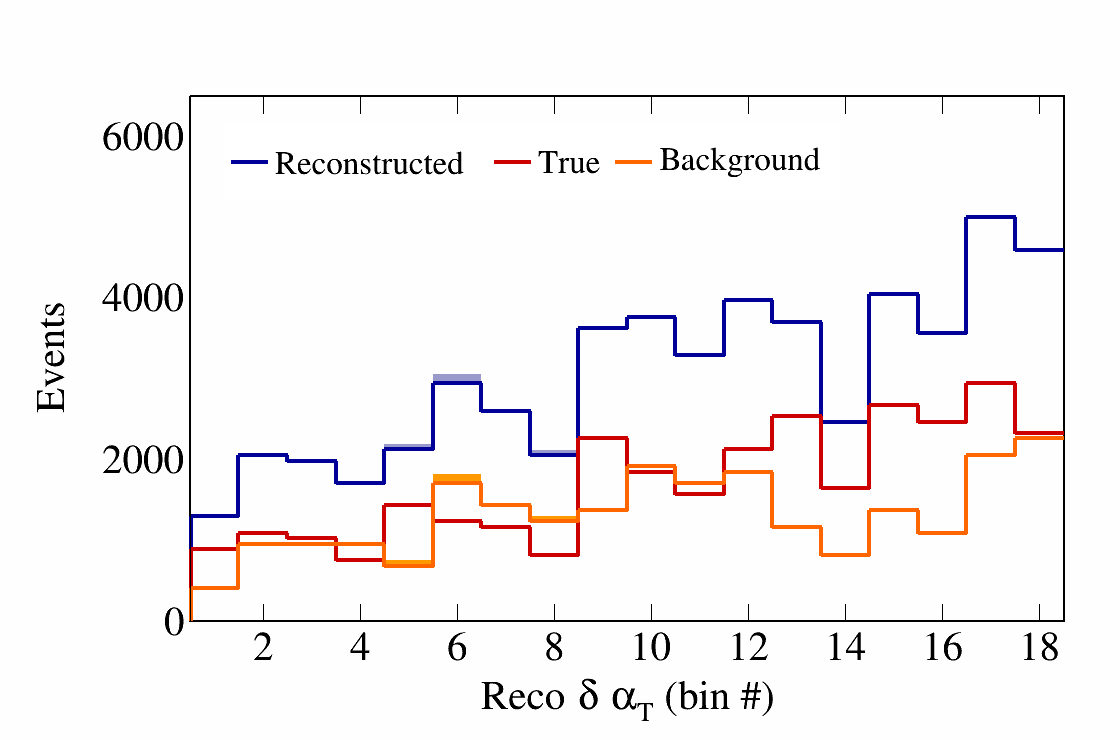 6000
Reconstructed True Background
4000
Events
2000
0
2 4 6 8 10 12 14 16 18
Reco δ α_T (bin #)